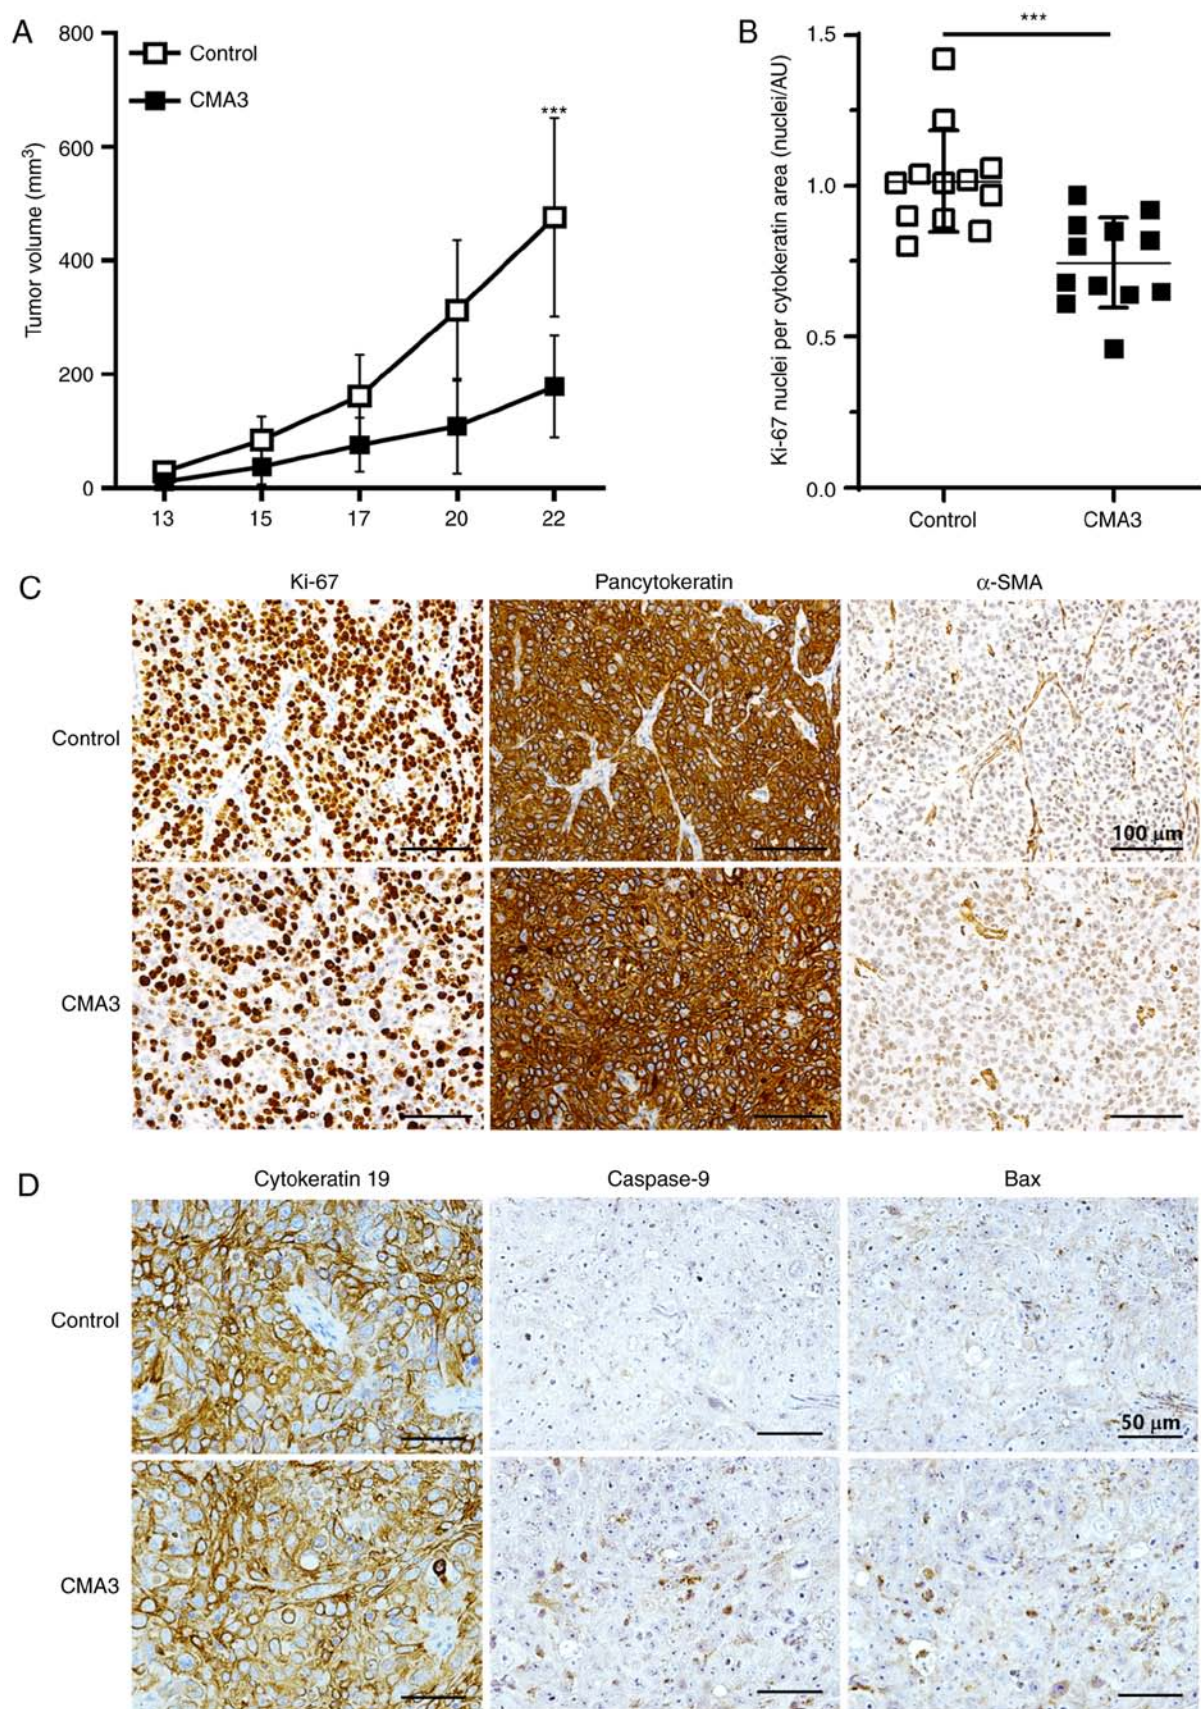 A
Tumor volume (mm³)
800
600
400
200
0
Control
CMA3
***
13 15 17 20 22
B
***
Ki-67 nuclei per cytokeratin area (nuclei/AU)
1.5
1.0
0.5
0.0
Control CMA3
C
Ki-67 Pancytokeratin α-SMA
Control
100 μm
CMA3
D
Cytokeratin 19 Caspase-9 Bax
Control
50 μm
CMA3